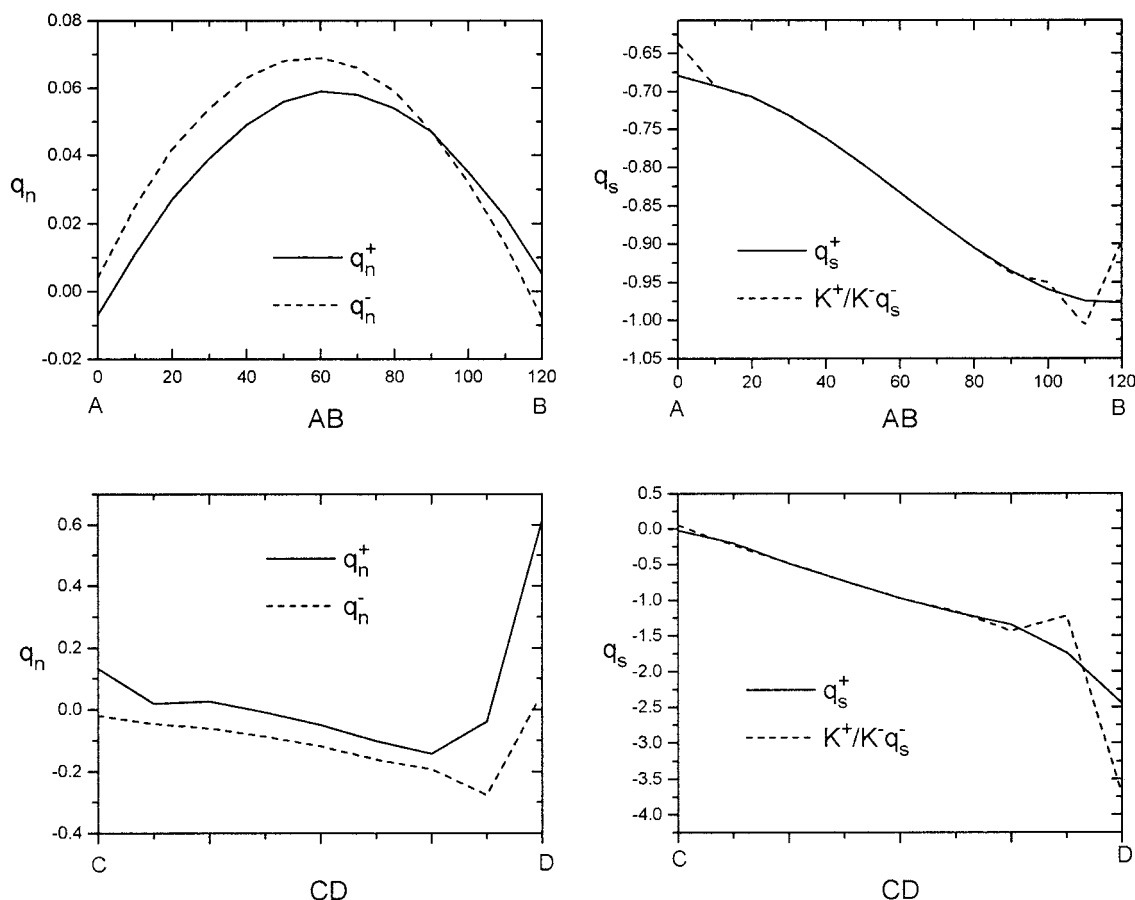 0.08
0.06
0.04
0.02
0.00
-0.02
q_n
q_n^+
q_n^-
0 20 40 60 80 100 120
A B
AB
-0.65
-0.70
-0.75
-0.80
-0.85
-0.90
-0.95
-1.00
-1.05
q_s
q_s^+
K^+/K^-q_s^-
0 20 40 60 80 100 120
A B
AB
0.6
0.4
0.2
0.0
-0.2
-0.4
q_n
q_n^+
q_n^-
C D
CD
0.5
0.0
-0.5
-1.0
-1.5
-2.0
-2.5
-3.0
-3.5
-4.0
q_s
q_s^+
K^+/K^-q_s^-
C D
CD